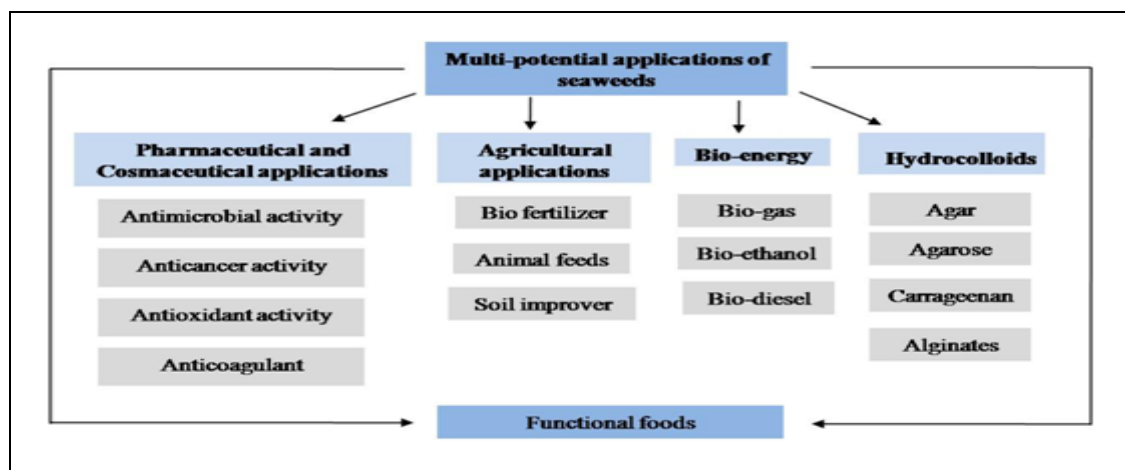 Multi-potential applications of
seaweeds
Pharmaceutical and
Cosmaceutical applications
Antimicrobial activity
Anticancer activity
Antioxidant activity
Anticoagulant
Agricultural
applications
Bio fertilizer
Animal feeds
Soil improver
Bio-energy
Bio-gas
Bio-ethanol
Bio-diesel
Hydrocolloids
Agar
Agarose
Carrageenan
Alginates
Functional foods